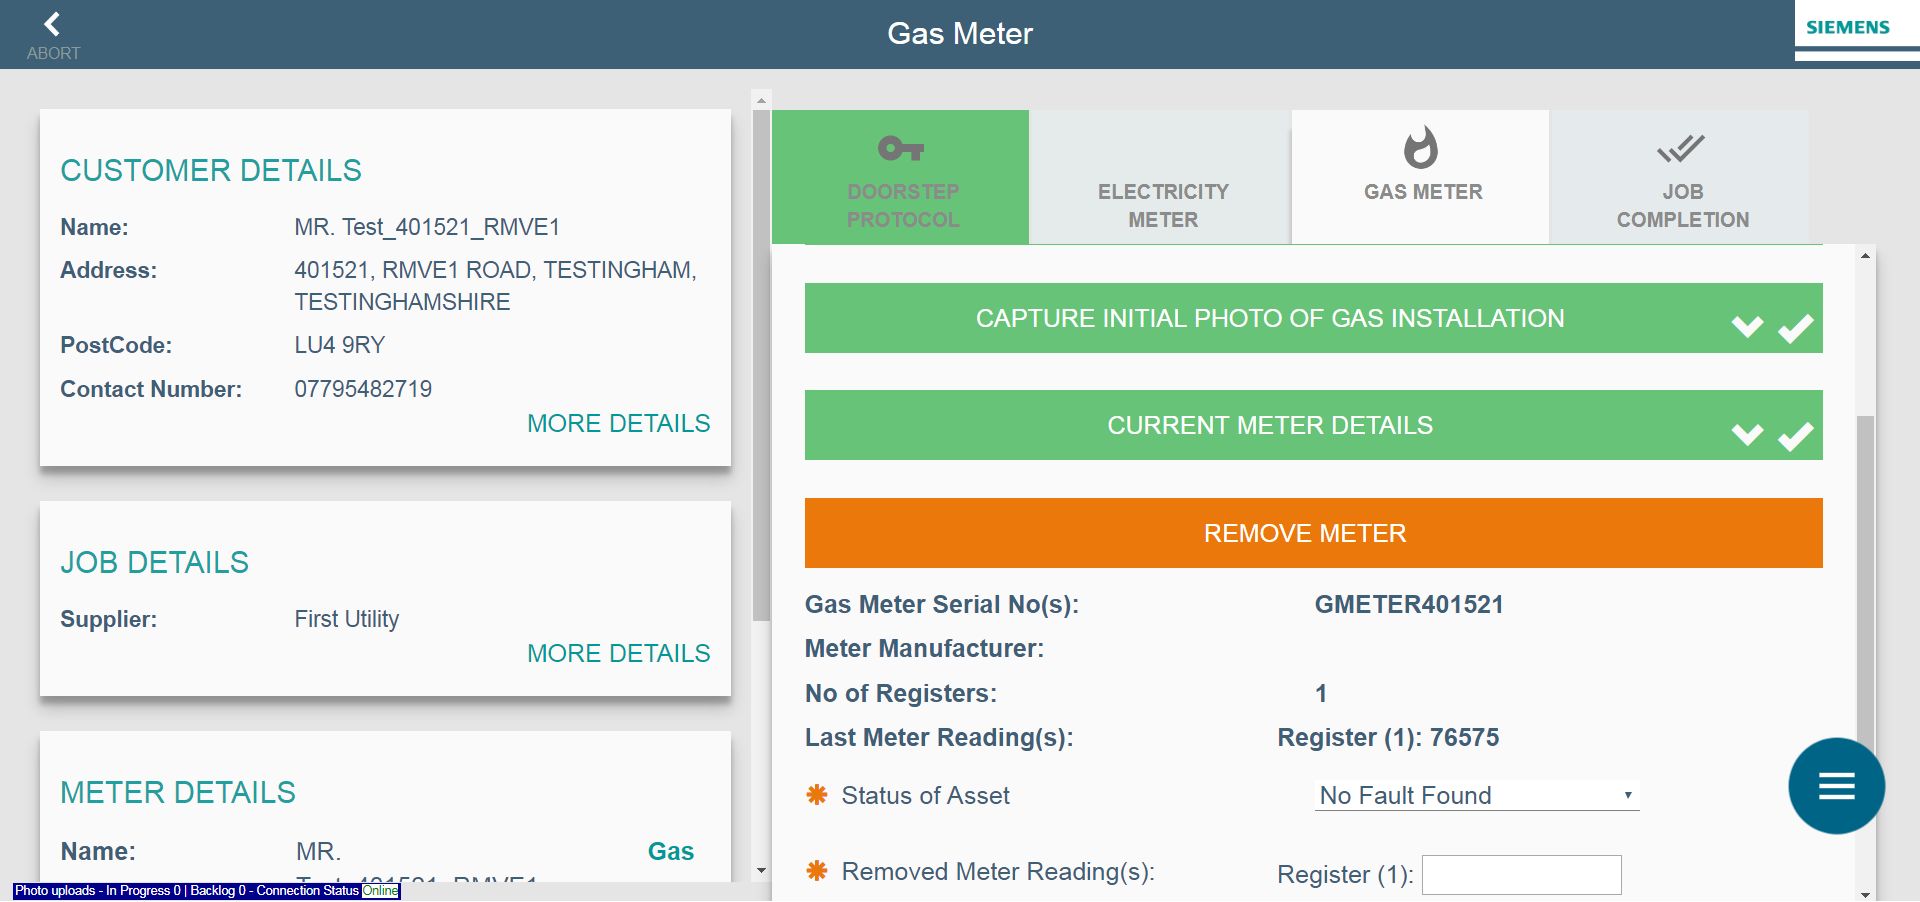 ABORT
Gas Meter
SIEMENS
CUSTOMER DETAILS
Name: MR. Test_401521_RMVE1
Address: 401521, RMVE1 ROAD, TESTINGHAM,
TESTINGHAMSHIRE
PostCode: LU4 9RY
Contact Number: 07795482719
MORE DETAILS
JOB DETAILS
Supplier: First Utility
MORE DETAILS
METER DETAILS
Name: MR. Gas
Test_401521_RMVE1
Photo uploads - In Progress 0 | Backlog 0 - Connection Status Online
DOORSTEP
PROTOCOL
ELECTRICITY
METER
GAS METER
JOB
COMPLETION
CAPTURE INITIAL PHOTO OF GAS INSTALLATION
CURRENT METER DETAILS
REMOVE METER
Gas Meter Serial No(s): GMETER401521
Meter Manufacturer:
No of Registers: 1
Last Meter Reading(s): Register (1): 76575
✱ Status of Asset No Fault Found
✱ Removed Meter Reading(s): Register (1):